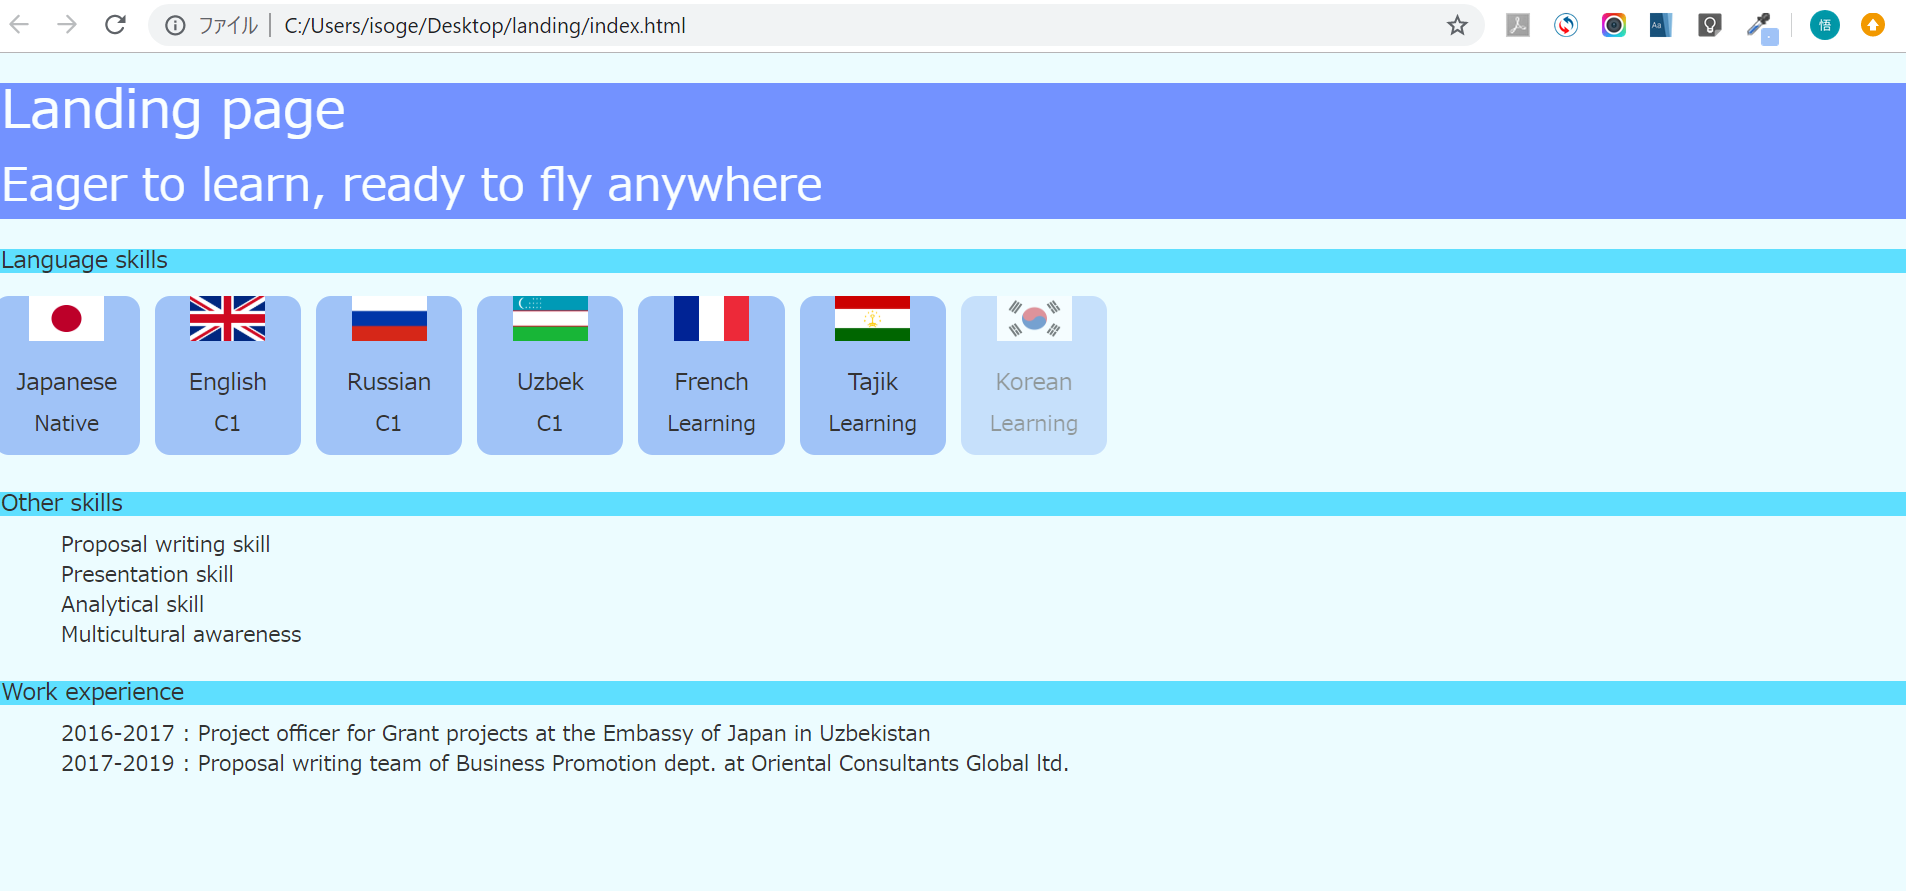 ファイル | C:/Users/isoge/Desktop/landing/index.html
Aa
悟
Landing page
Eager to learn, ready to fly anywhere
Language skills
Japanese English Russian Uzbek French Tajik Korean
Native C1 C1 C1 Learning Learning Learning
Other skills
Proposal writing skill
Presentation skill
Analytical skill
Multicultural awareness
Work experience
2016-2017 : Project officer for Grant projects at the Embassy of Japan in Uzbekistan
2017-2019 : Proposal writing team of Business Promotion dept. at Oriental Consultants Global ltd.